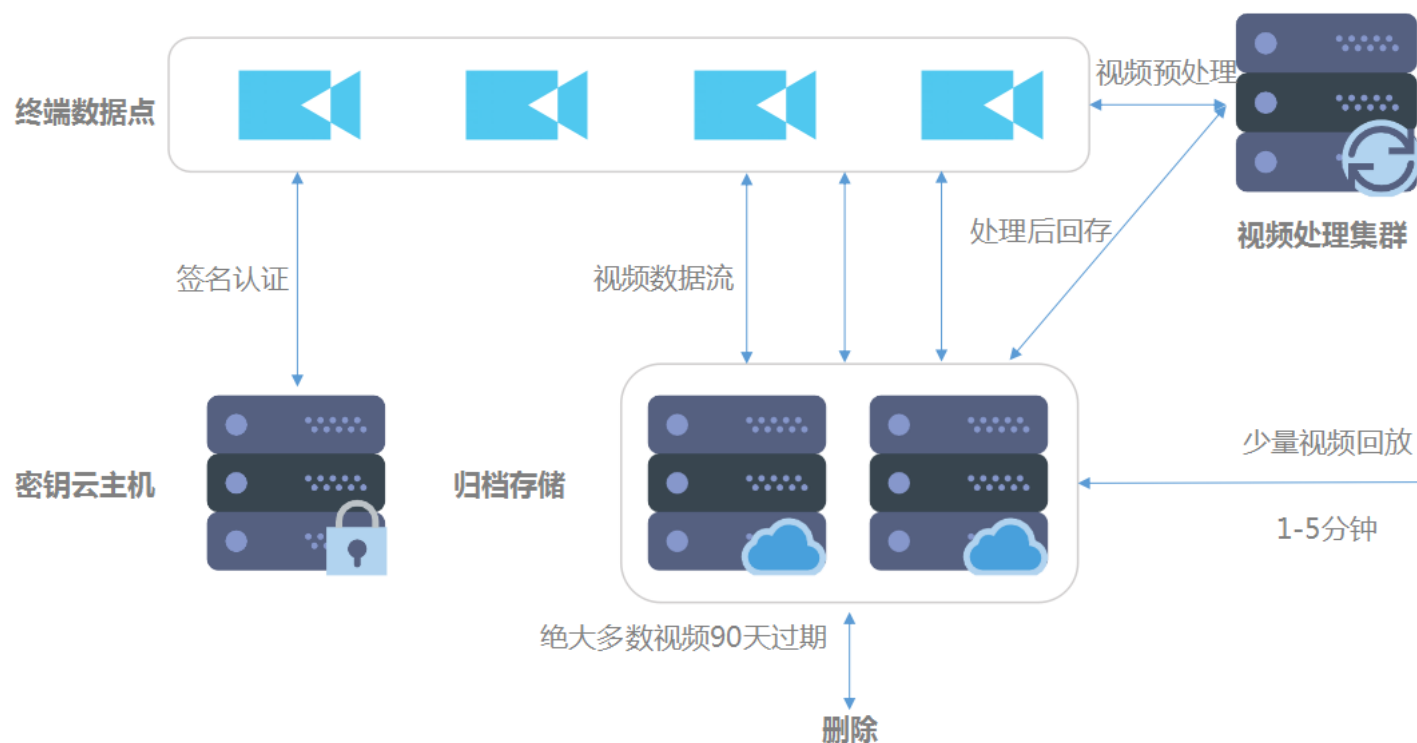 视频预处理
终端数据点
处理后回存
视频处理集群
签名认证
视频数据流
少量视频回放
密钥云主机
归档存储
1-5分钟
绝大多数视频90天过期
删除